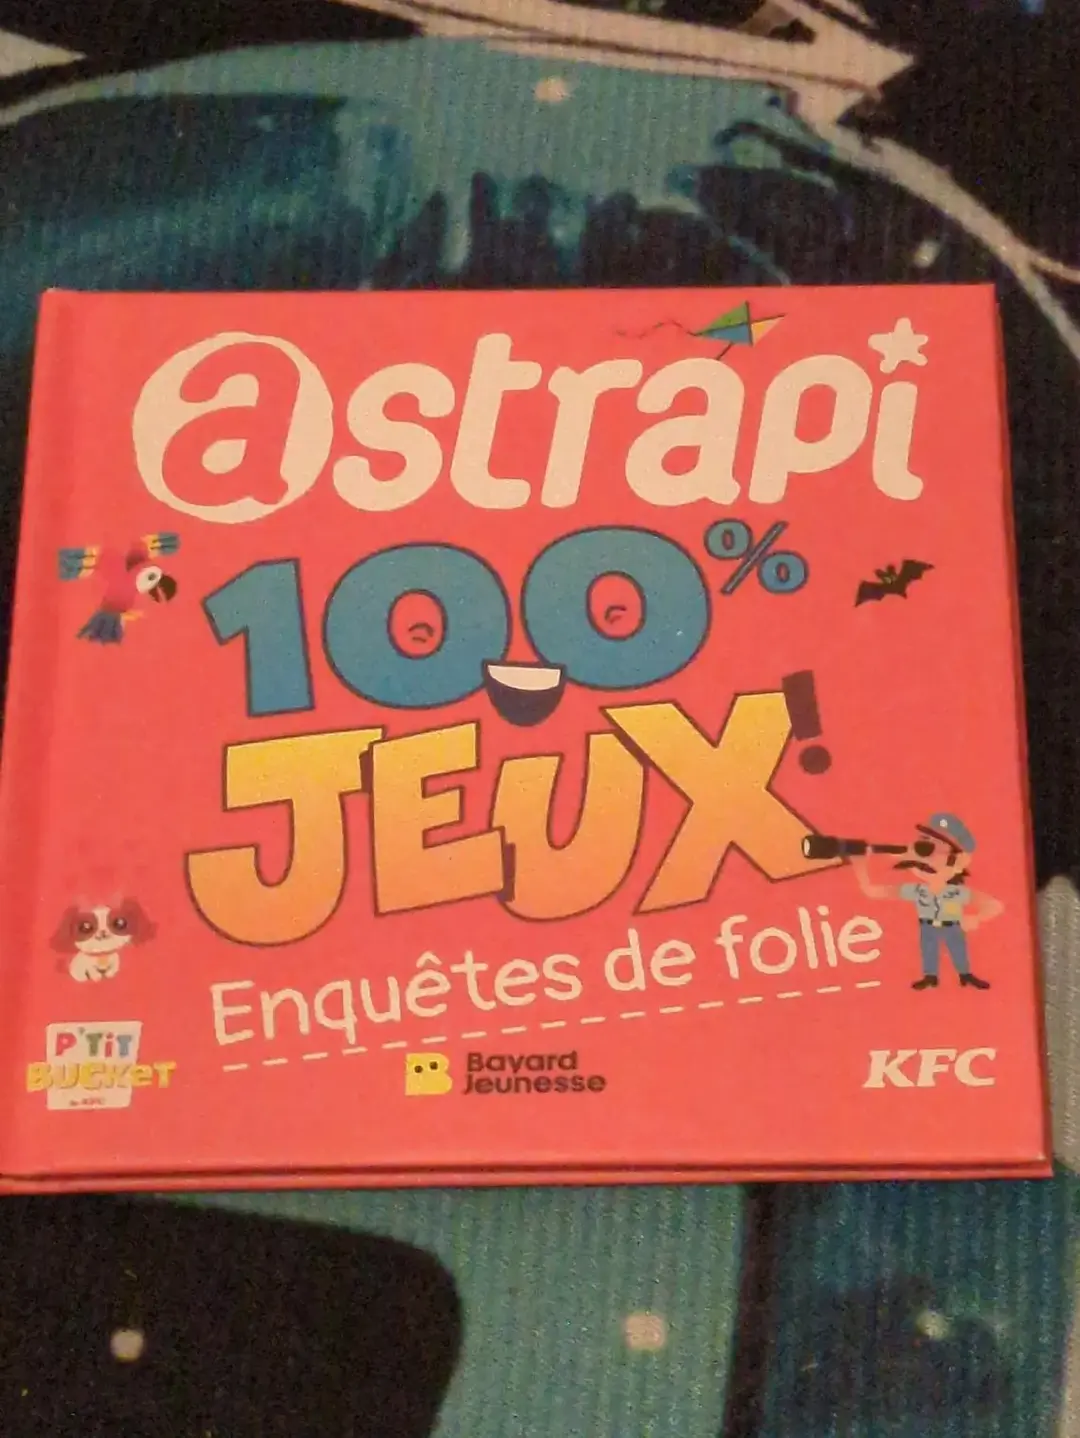 astrapi
100%
JEUX!
Enquêtes de folie
P'TiT
BUCKET
Bayard
Jeunesse
KFC